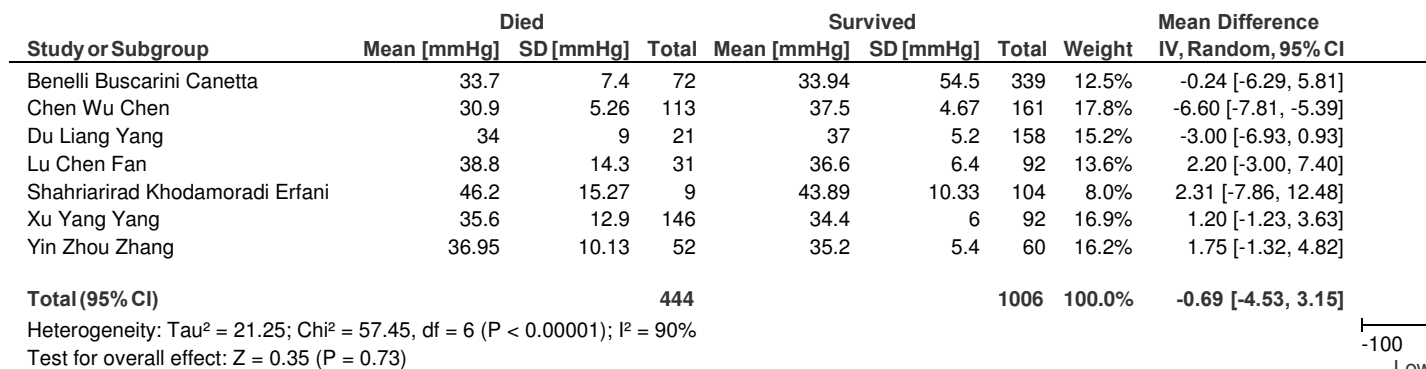 Died Survived Mean Difference
Study or Subgroup Mean [mmHg] SD [mmHg] Total Mean [mmHg] SD [mmHg] Total Weight IV, Random, 95% CI
Benelli Buscarini Canetta 33.7 7.4 72 33.94 54.5 339 12.5% -0.24 [-6.29, 5.81]
Chen Wu Chen 30.9 5.26 113 37.5 4.67 161 17.8% -6.60 [-7.81, -5.39]
Du Liang Yang 34 9 21 37 5.2 158 15.2% -3.00 [-6.93, 0.93]
Lu Chen Fan 38.8 14.3 31 36.6 6.4 92 13.6% 2.20 [-3.00, 7.40]
Shahriarirad Khodamoradi Erfani 46.2 15.27 9 43.89 10.33 104 8.0% 2.31 [-7.86, 12.48]
Xu Yang Yang 35.6 12.9 146 34.4 6 92 16.9% 1.20 [-1.23, 3.63]
Yin Zhou Zhang 36.95 10.13 52 35.2 5.4 60 16.2% 1.75 [-1.32, 4.82]
Total (95% CI) 444 1006 100.0% -0.69 [-4.53, 3.15]
Heterogeneity: Tau² = 21.25; Chi² = 57.45, df = 6 (P < 0.00001); I² = 90%
-100
Test for overall effect: Z = 0.35 (P = 0.73)